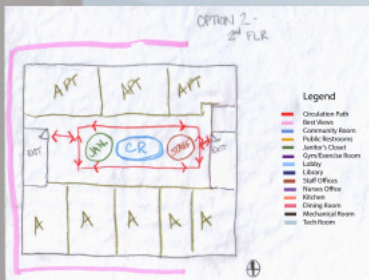 OPTION 2 -
2nd FLR
APT
APT
APT
EXIT
JAN.
CR
STAFF
EXIT
A
A
A
A
A
Legend
Circulation Path
Best Views
Community Room
Public Restrooms
Janitor's Closet
Gym/Exercise Room
Lobby
Library
Staff Offices
Nurses Office
Kitchen
Dining Room
Mechanical Room
Tech Room